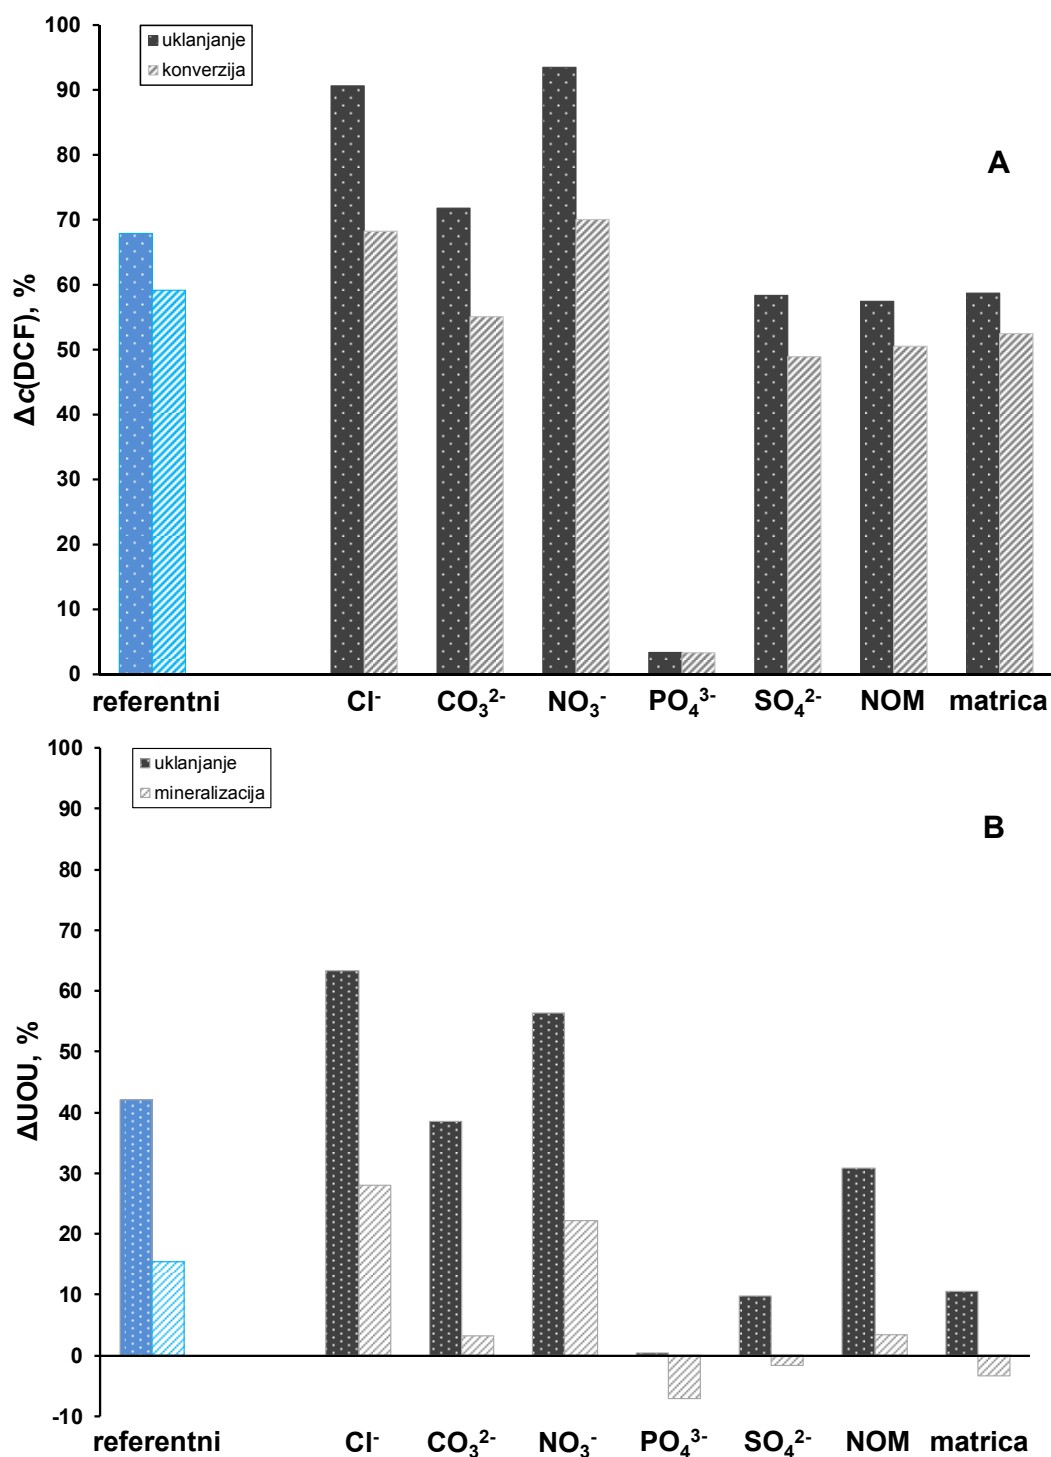 100
90
80
70
60
50
40
30
20
10
0
Δc(DCF), %
uklanjanje
konverzija
A
referentni Cl⁻ CO₃²⁻ NO₃⁻ PO₄³⁻ SO₄²⁻ NOM matrica
100
90
80
70
60
50
40
30
20
10
0
-10
ΔUOU, %
uklanjanje
mineralizacija
B
referentni Cl⁻ CO₃²⁻ NO₃⁻ PO₄³⁻ SO₄²⁻ NOM matrica